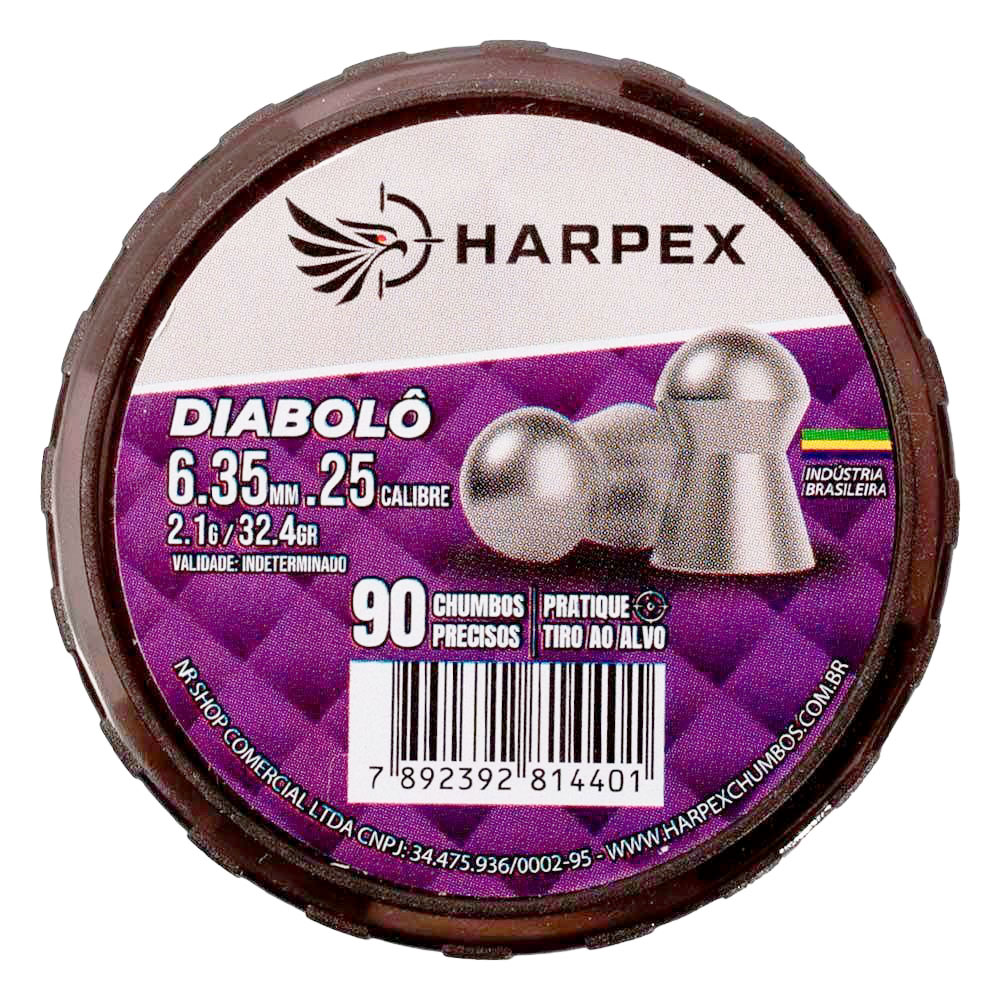 HARPEX
DIABOLÔ
6.35MM .25 CALIBRE
2.1G / 32.4GR
VALIDADE: INDETERMINADO
INDÚSTRIA
BRASILEIRA
90 CHUMBOS
PRECISOS
PRATIQUE
TIRO AO ALVO
7 892392 814401
NR SHOP COMERCIAL LTDA CNPJ: 34.475.936/0002-95 - WWW.HARPEXCHUMBOS.COM.BR